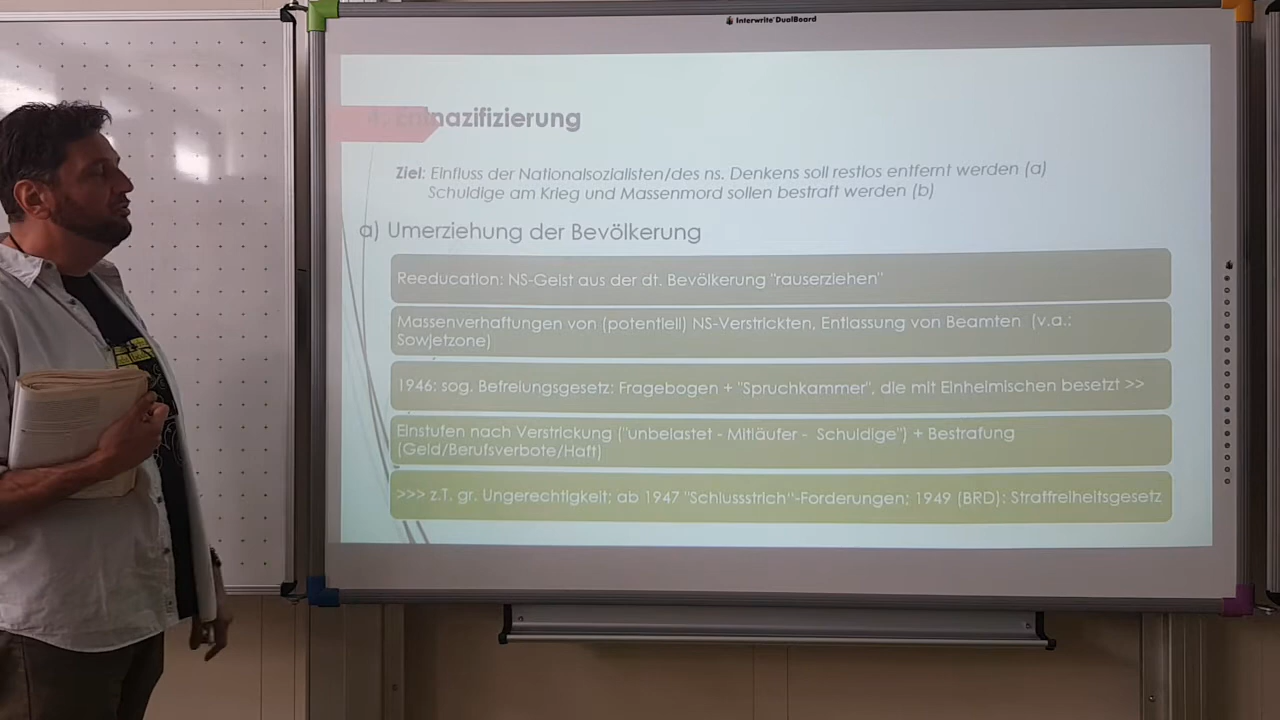 Interwrite DualBoard
Entnazifizierung
Ziel: Einfluss der Nationalsozialisten/des ns. Denkens soll restlos entfernt werden (a)
Schuldige am Krieg und Massenmord sollen bestraft werden (b)
a) Umerziehung der Bevölkerung
Reeducation: NS-Geist aus der dt. Bevölkerung "rauserziehen"
Massenverhaftungen von (potentiell) NS-Verstrickten, Entlassung von Beamten (v.a.:
Sowjetzone)
1946: sog. Befreiungsgesetz: Fragebogen + "Spruchkammer", die mit Einheimischen besetzt >>
Einstufen nach Verstrickung ("unbelastet - Mitläufer - Schuldige") + Bestrafung
(Geld/Berufsverbote/Haft)
>>> z.T. gr. Ungerechtigkeit; ab 1947 "Schlussstrich"-Forderungen; 1949 (BRD): Straffreiheitsgesetz